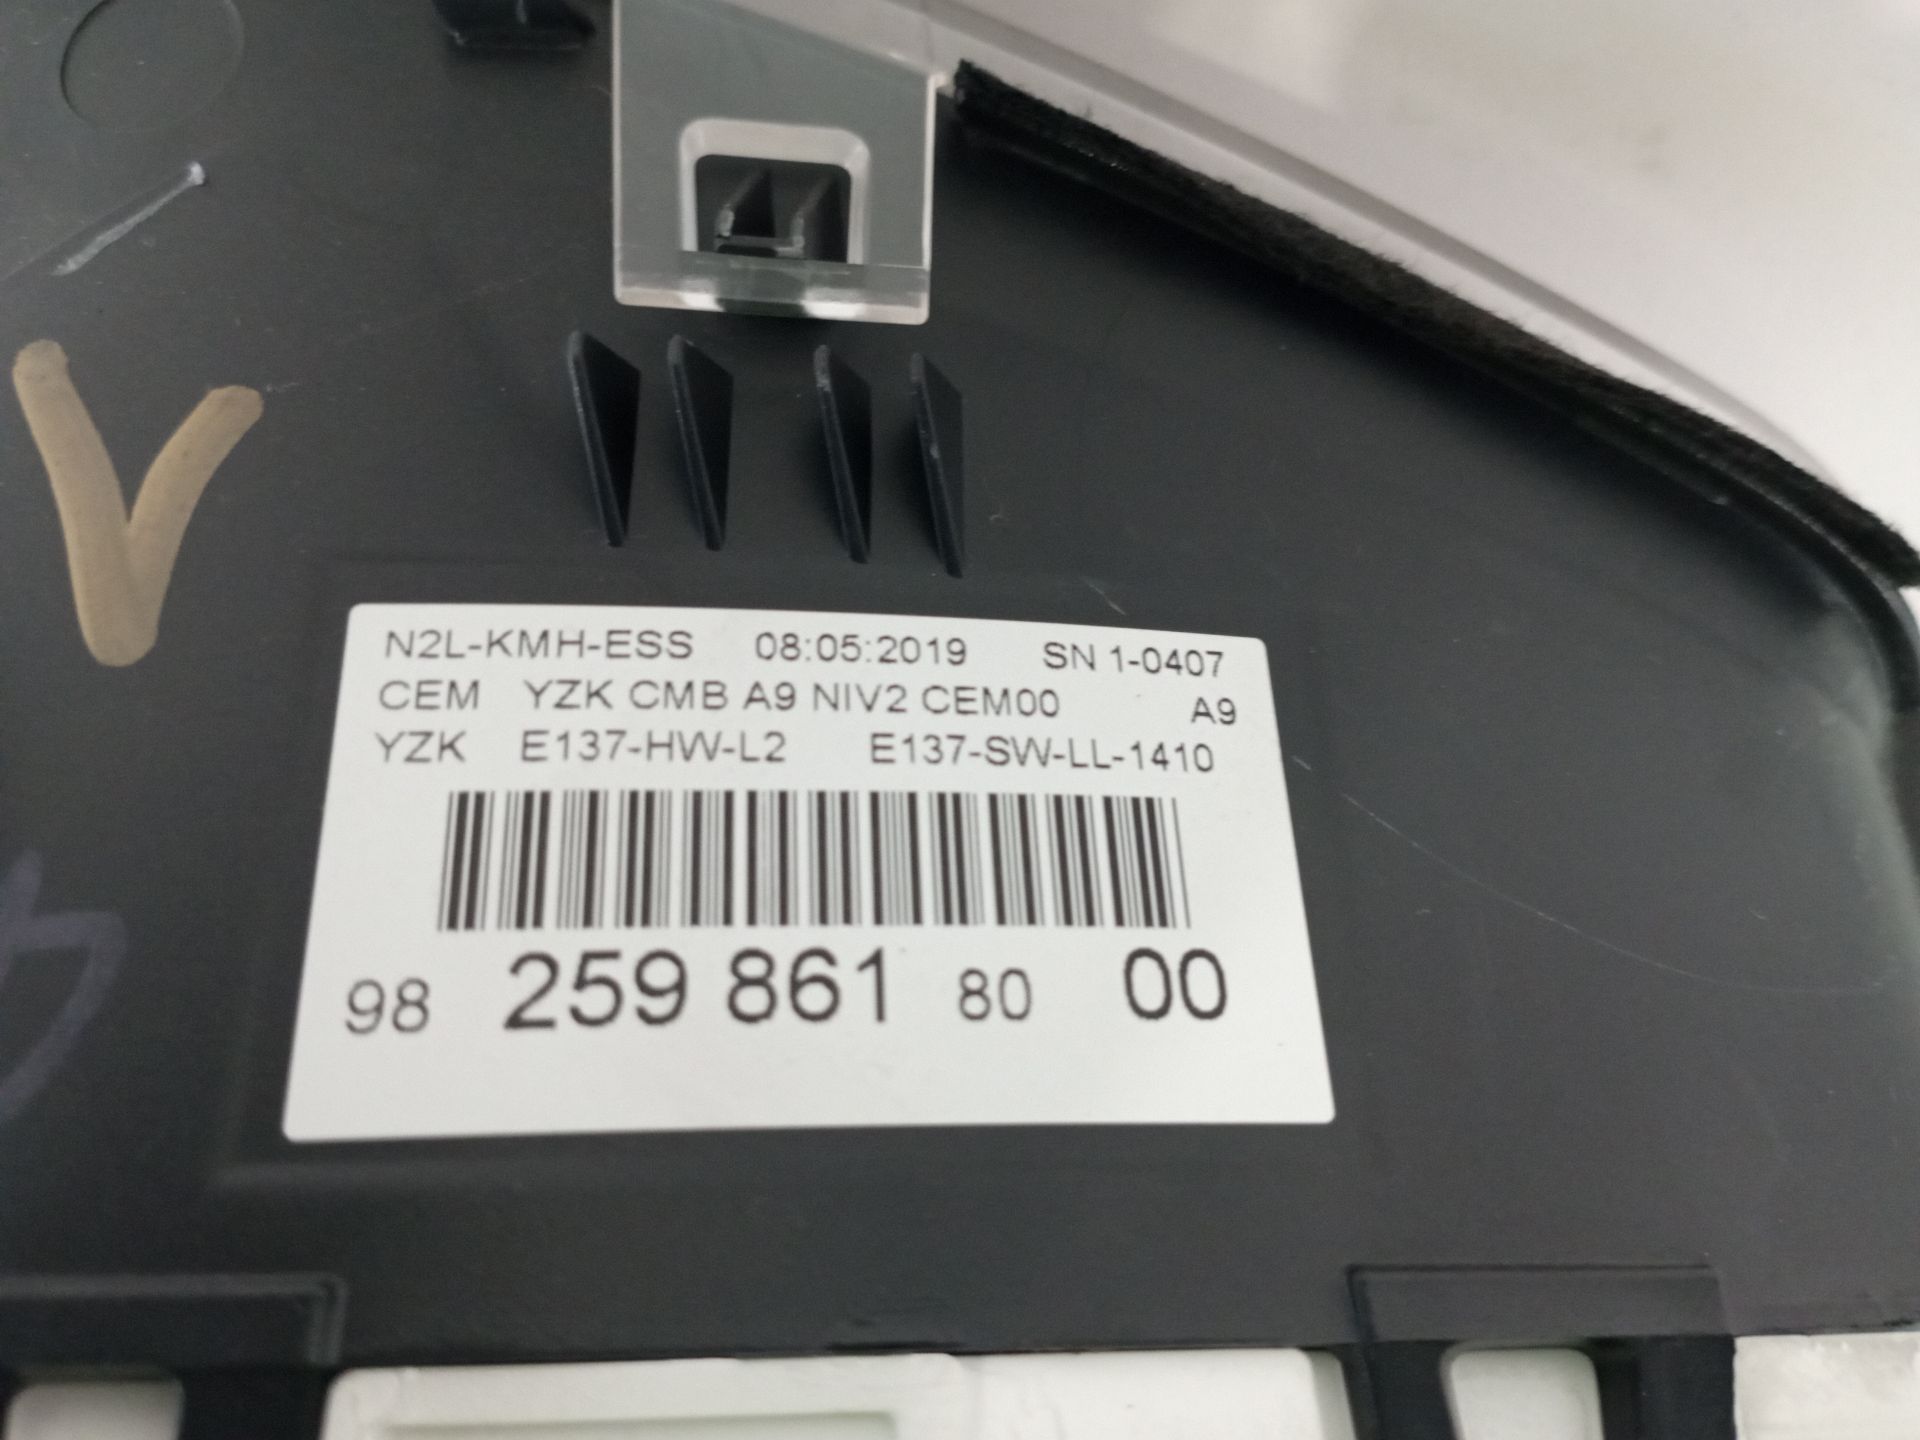 V
N2L-KMH-ESS 08:05:2019 SN 1-0407
CEM YZK CMB A9 NIV2 CEM00 A9
YZK E137-HW-L2 E137-SW-LL-1410
98 259 861 80 00